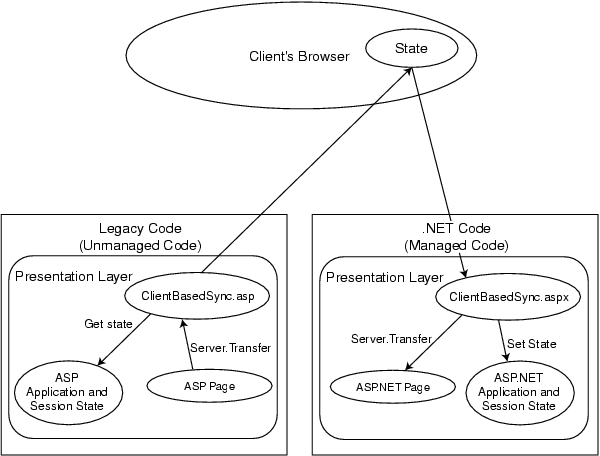 State
Client's Browser
Legacy Code
(Unmanaged Code)
Presentation Layer
ClientBasedSync.asp
Get state
Server.Transfer
ASP
Application and
Session State
ASP Page
.NET Code
(Managed Code)
Presentation Layer
ClientBasedSync.aspx
Server.Transfer
Set State
ASP.NET Page
ASP.NET
Application and
Session State